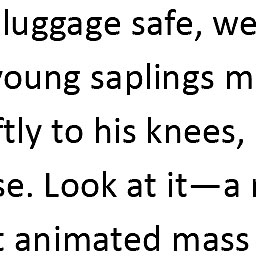 luggage safe, we
young saplings m
ftly to his knees,
se. Look at it—a
animated mass